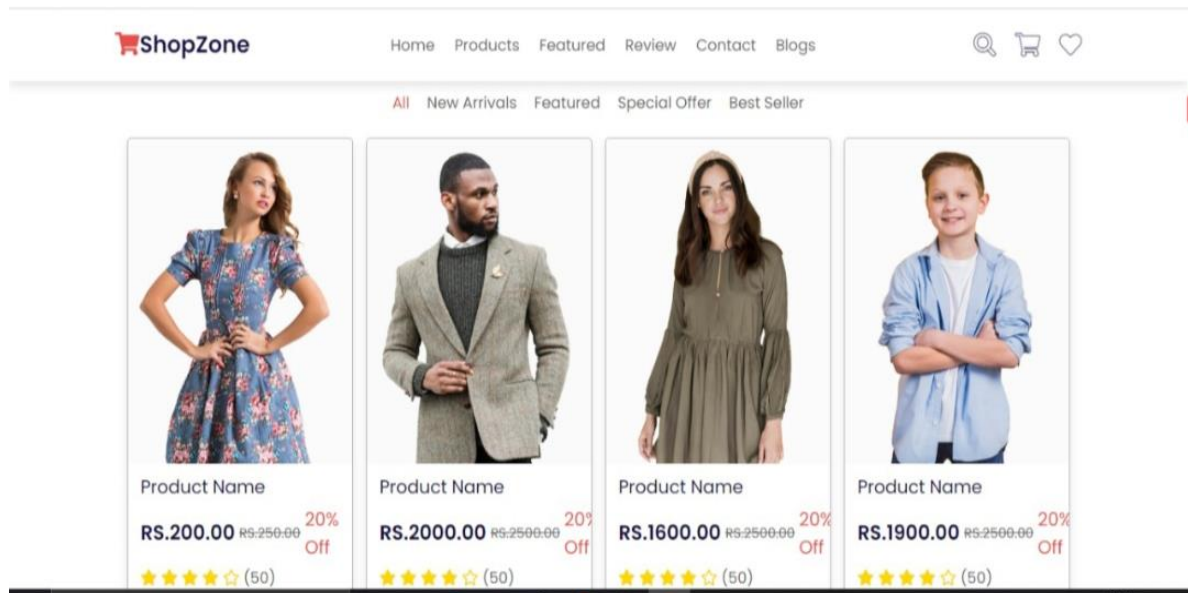 ShopZone
Home Products Featured Review Contact Blogs
All New Arrivals Featured Special Offer Best Seller
Product Name
RS.200.00 RS.250.00 20% Off
(50)
Product Name
RS.2000.00 RS.2500.00 20% Off
(50)
Product Name
RS.1600.00 RS.2500.00 20% Off
(50)
Product Name
RS.1900.00 RS.2500.00 20% Off
(50)